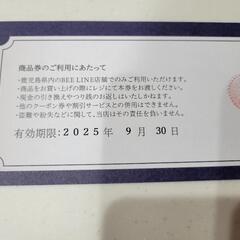 商品券のご利用にあたって
・鹿児島県内のBEE LINE店舗でのみご利用いただけます。
・商品をお買い上げの際にレジにて本券をお渡しください。
・現金の引き換えやつり銭のお返しはいたしかねます。
・他のクーポン券や割引サービスとの併用はできません。
・盗難や紛失などに関して、当店はその責任を負いません。
有効期限：2025年 9月 30日